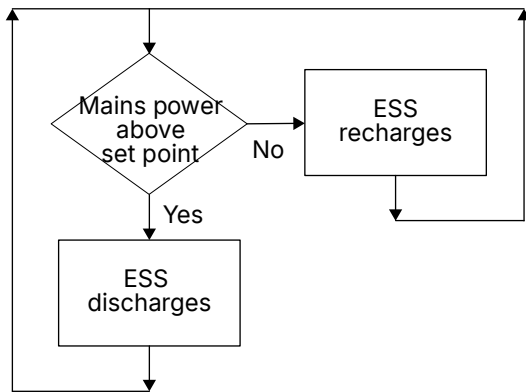 Mains power
above
set point
No
ESS
recharges
Yes
ESS
discharges